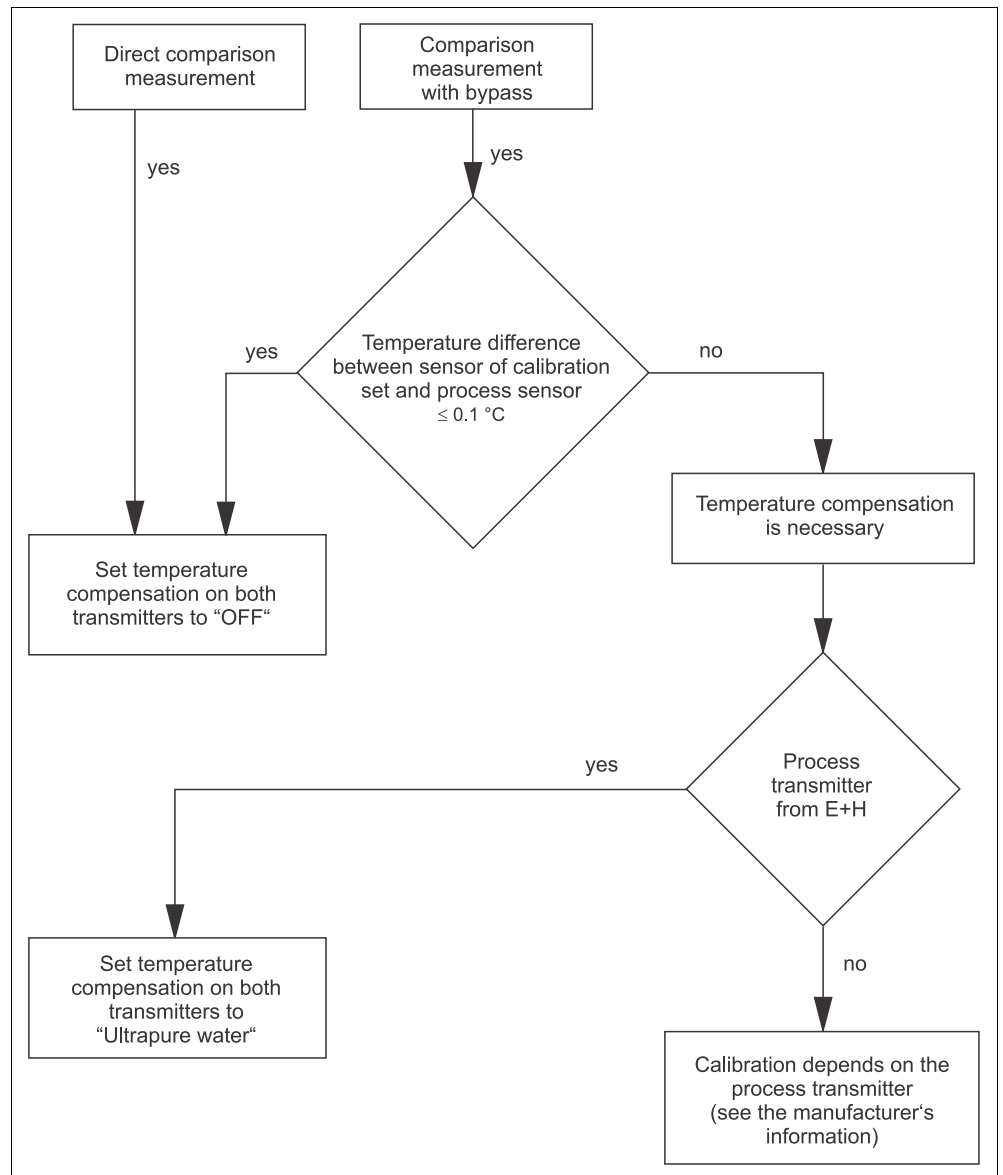 Direct comparison
measurement
Comparison
measurement
with bypass
yes
yes
Temperature difference
between sensor of calibration
set and process sensor
≤ 0.1 °C
yes
no
Temperature compensation
is necessary
Set temperature
compensation on both
transmitters to “OFF“
Process
transmitter
from E+H
yes
no
Set temperature
compensation on both
transmitters to
“Ultrapure water“
Calibration depends on the
process transmitter
(see the manufacturer‘s
information)